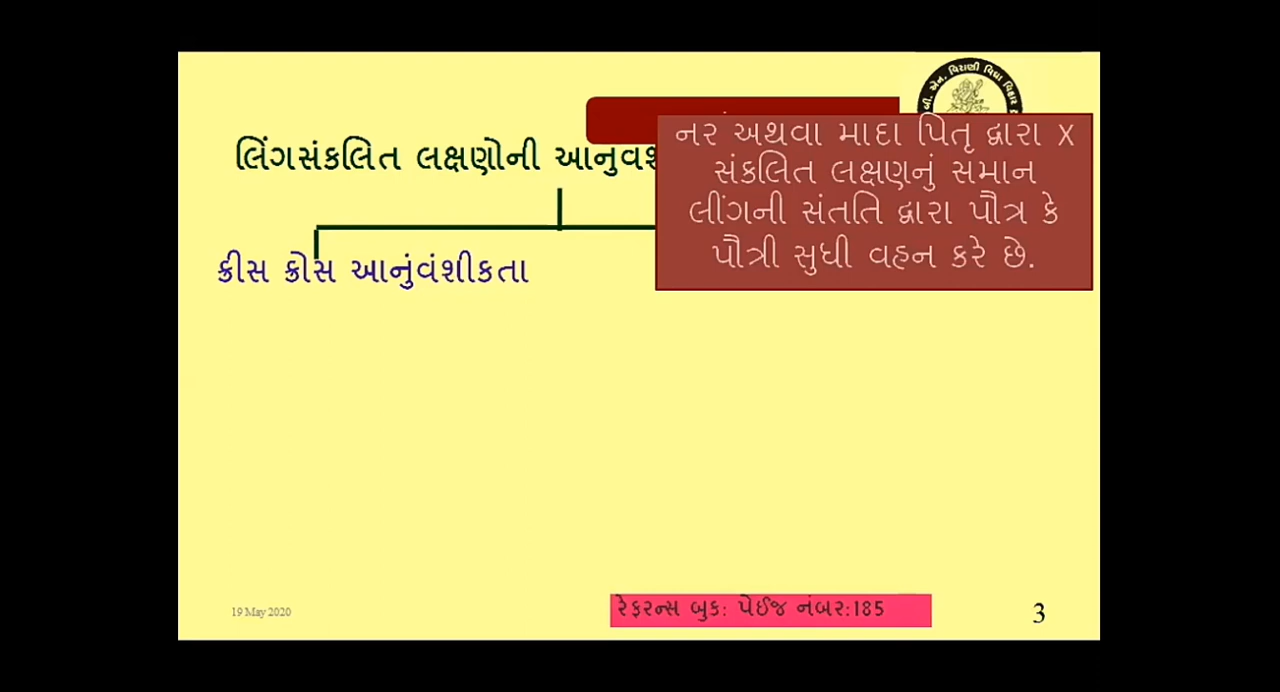 એન. વિરાણી વિદ્યા વિહાર
લિંગસંકલિત લક્ષણોની
નર અથવા માદા પિતૃ દ્વારા X
સંકલિત લક્ષણનું સમાન
લીંગની સંતતિ દ્વારા પૌત્ર કે
પૌત્રી સુધી વહન કરે છે.
ક્રીસ ક્રોસ આનુંવંશીકતા
19 May 2020
રેફરન્સ બુક: પેઈજ નંબર:185
3